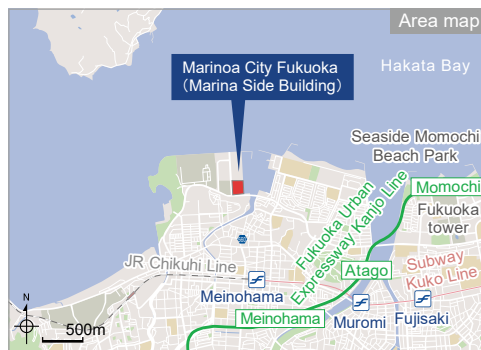 Area map
Marinoa City Fukuoka
（Marina Side Building）
Hakata Bay
Seaside Momochi
Beach Park
Momochi
Fukuoka
tower
Fukuoka Urban
Expressway Kanjo Line
Atago
Subway
Kuko Line
JR Chikuhi Line
Meinohama
Meinohama
Muromi
Fujisaki
N
500m